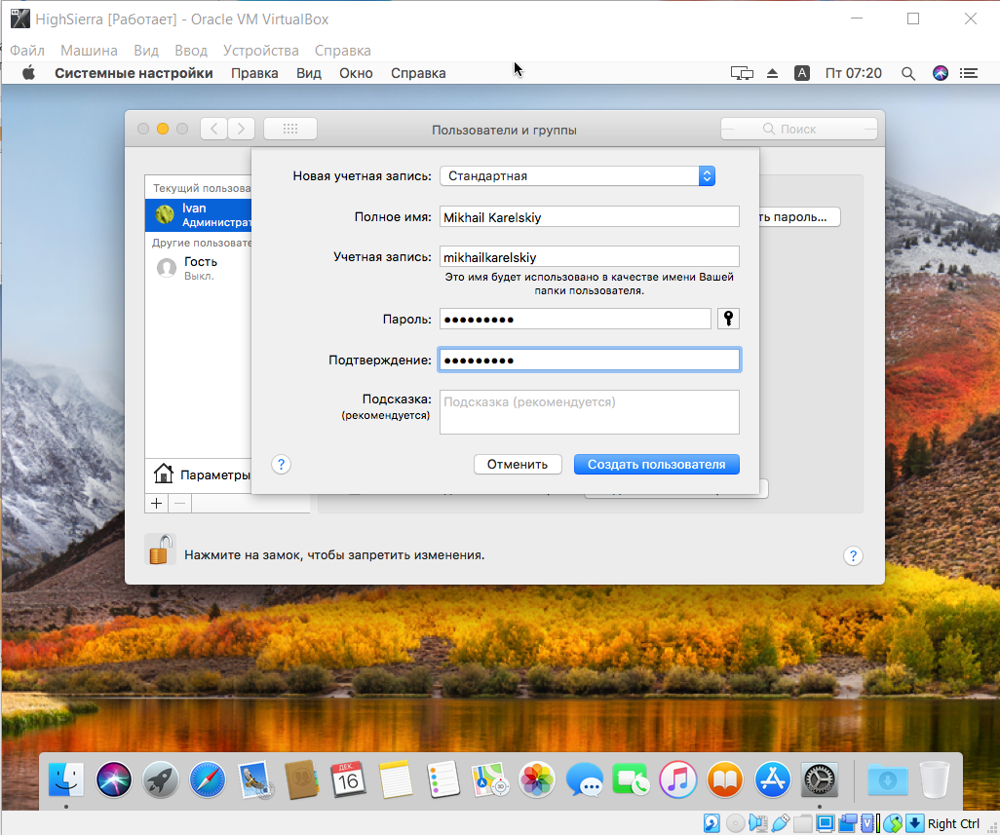 HighSierra [Работает] - Oracle VM VirtualBox
Файл Машина Вид Ввод Устройства Справка
Системные настройки Правка Вид Окно Справка A Пт 07:20
Пользователи и группы
Поиск
Текущий пользова
Ivan
Администрат
Другие пользовате
Гость
Выкл.
Параметры
Новая учетная запись: Стандартная
Полное имя: Mikhail Karelskiy
ть пароль...
Учетная запись: mikhailkarelskiy
Это имя будет использовано в качестве имени Вашей
папки пользователя.
Пароль: •••••••••
Подтверждение: •••••••••
Подсказка: Подсказка (рекомендуется)
(рекомендуется)
? Отменить Создать пользователя
+ −
Нажмите на замок, чтобы запретить изменения. ?
ДЕК.
16
Right Ctrl